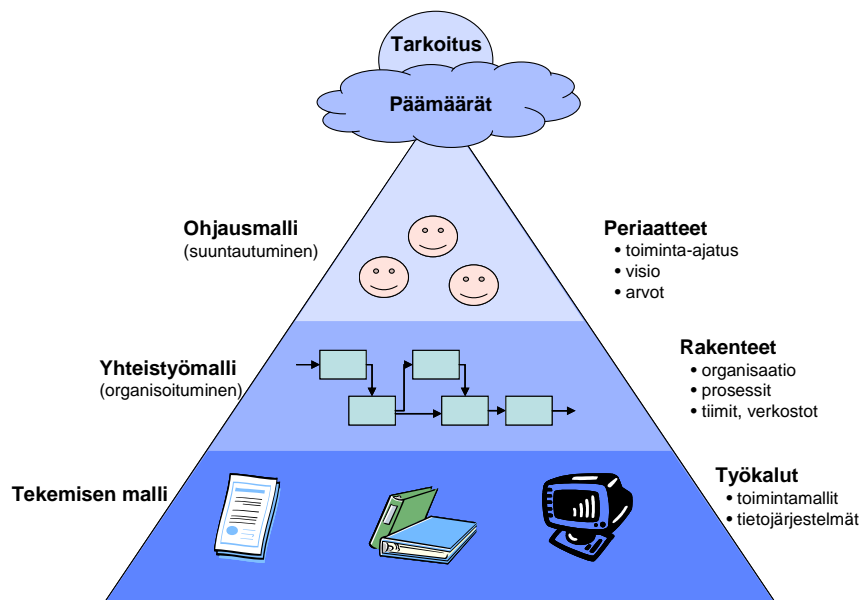 Tarkoitus
Päämäärät
Ohjausmalli
(suuntautuminen)
Periaatteet
• toiminta-ajatus
• visio
• arvot
Yhteistyömalli
(organisoituminen)
Rakenteet
• organisaatio
• prosessit
• tiimit, verkostot
Tekemisen malli
Työkalut
• toimintamallit
• tietojärjestelmät